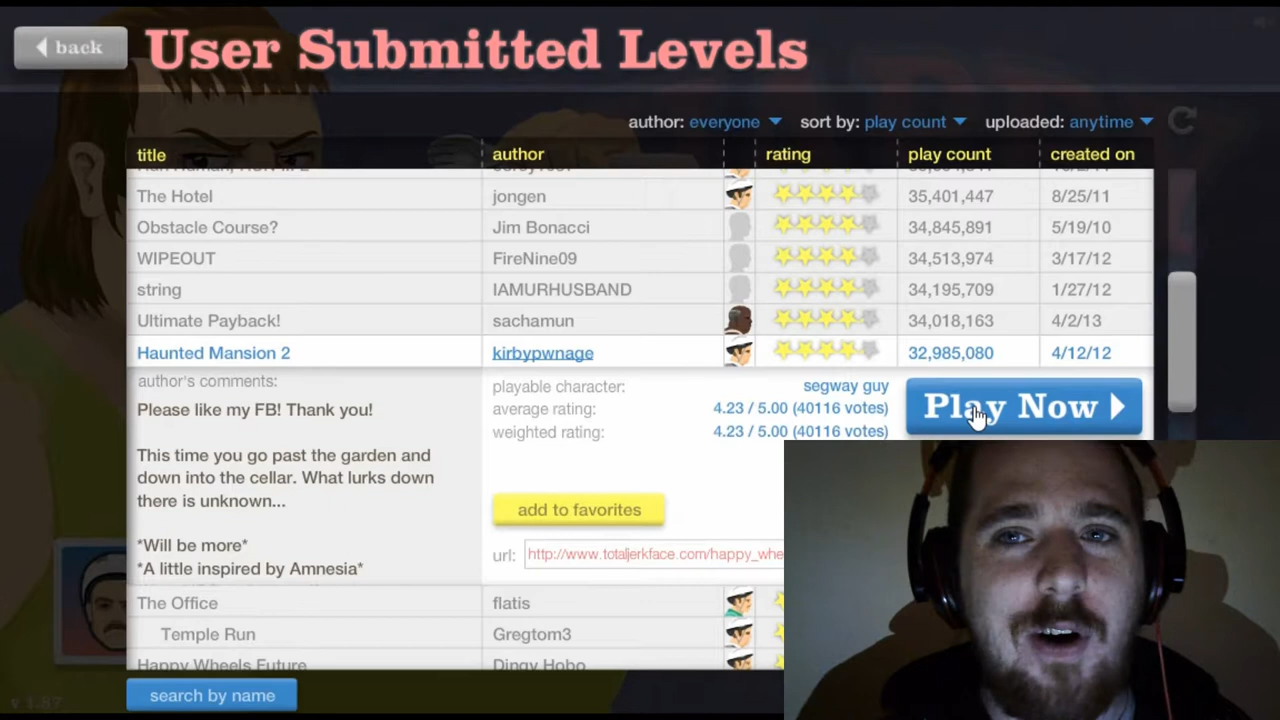 back
User Submitted Levels
author: everyone sort by: play count uploaded: anytime
title author rating play count created on
The Hotel jongen 35,401,447 8/25/11
Obstacle Course? Jim Bonacci 34,845,891 5/19/10
WIPEOUT FireNine09 34,513,974 3/17/12
string IAMURHUSBAND 34,195,709 1/27/12
Ultimate Payback! sachamun 34,018,163 4/2/13
Haunted Mansion 2 kirbypwnage 32,985,080 4/12/12
author's comments:
Please like my FB! Thank you!
This time you go past the garden and
down into the cellar. What lurks down
there is unknown...
*Will be more*
*A little inspired by Amnesia*
playable character: segway guy
average rating: 4.23 / 5.00 (40116 votes)
weighted rating: 4.23 / 5.00 (40116 votes)
Play Now
add to favorites
url: http://www.totaljerkface.com/happy_whe
The Office flatis
Temple Run Gregtom3
Happy Wheels Future Dingy Hobo
search by name
v 1.87